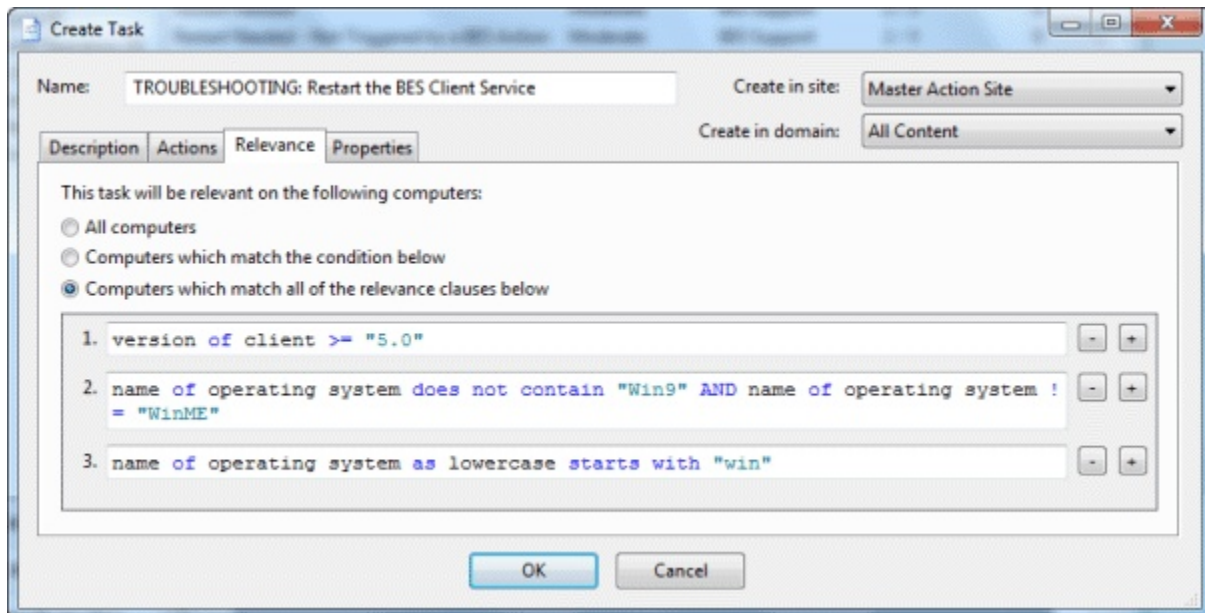 Create Task
Name: TROUBLESHOOTING: Restart the BES Client Service Create in site: Master Action Site
Create in domain: All Content
Description Actions Relevance Properties
This task will be relevant on the following computers:
All computers
Computers which match the condition below
Computers which match all of the relevance clauses below
1. version of client >= "5.0" - +
2. name of operating system does not contain "Win9" AND name of operating system ! - +
= "WinME"
3. name of operating system as lowercase starts with "win" - +
OK Cancel